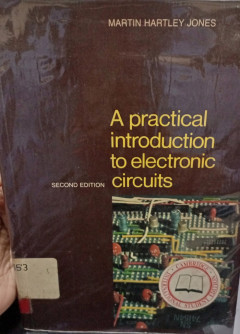 MARTIN HARTLEY JONES
A practical
introduction
to electronic
SECOND EDITION circuits